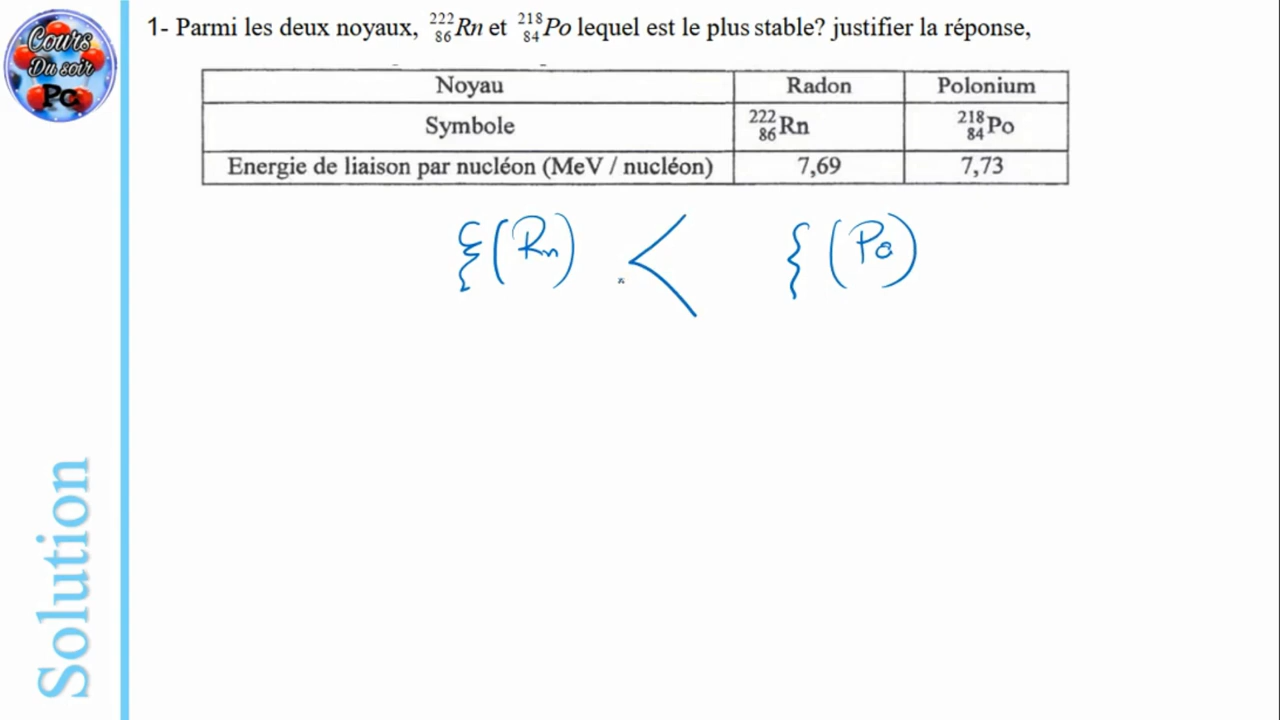 Cours
Du soir
PC
1- Parmi les deux noyaux, ²²²₈₆Rn et ²¹⁸₈₄Po lequel est le plus stable? justifier la réponse,
Noyau Radon Polonium
Symbole ²²²₈₆Rn ²¹⁸₈₄Po
Energie de liaison par nucléon (MeV / nucléon) 7,69 7,73
ξ(Rn) < ξ(Po)
Solution